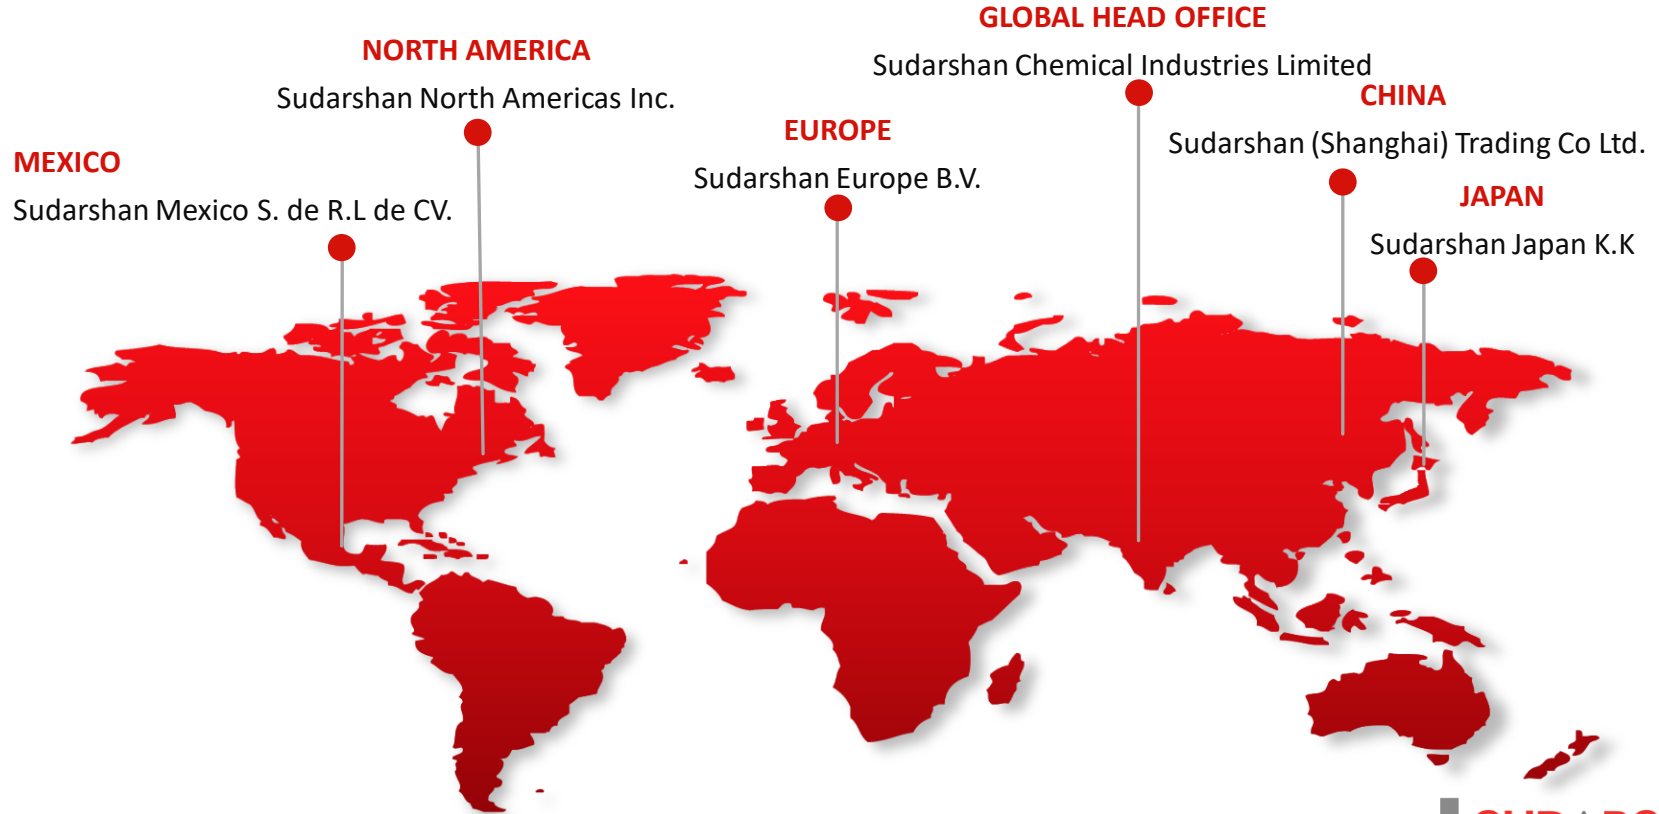 GLOBAL HEAD OFFICE
Sudarshan Chemical Industries Limited
NORTH AMERICA
Sudarshan North Americas Inc.
CHINA
Sudarshan (Shanghai) Trading Co Ltd.
EUROPE
Sudarshan Europe B.V.
MEXICO
Sudarshan Mexico S. de R.L de CV.
JAPAN
Sudarshan Japan K.K